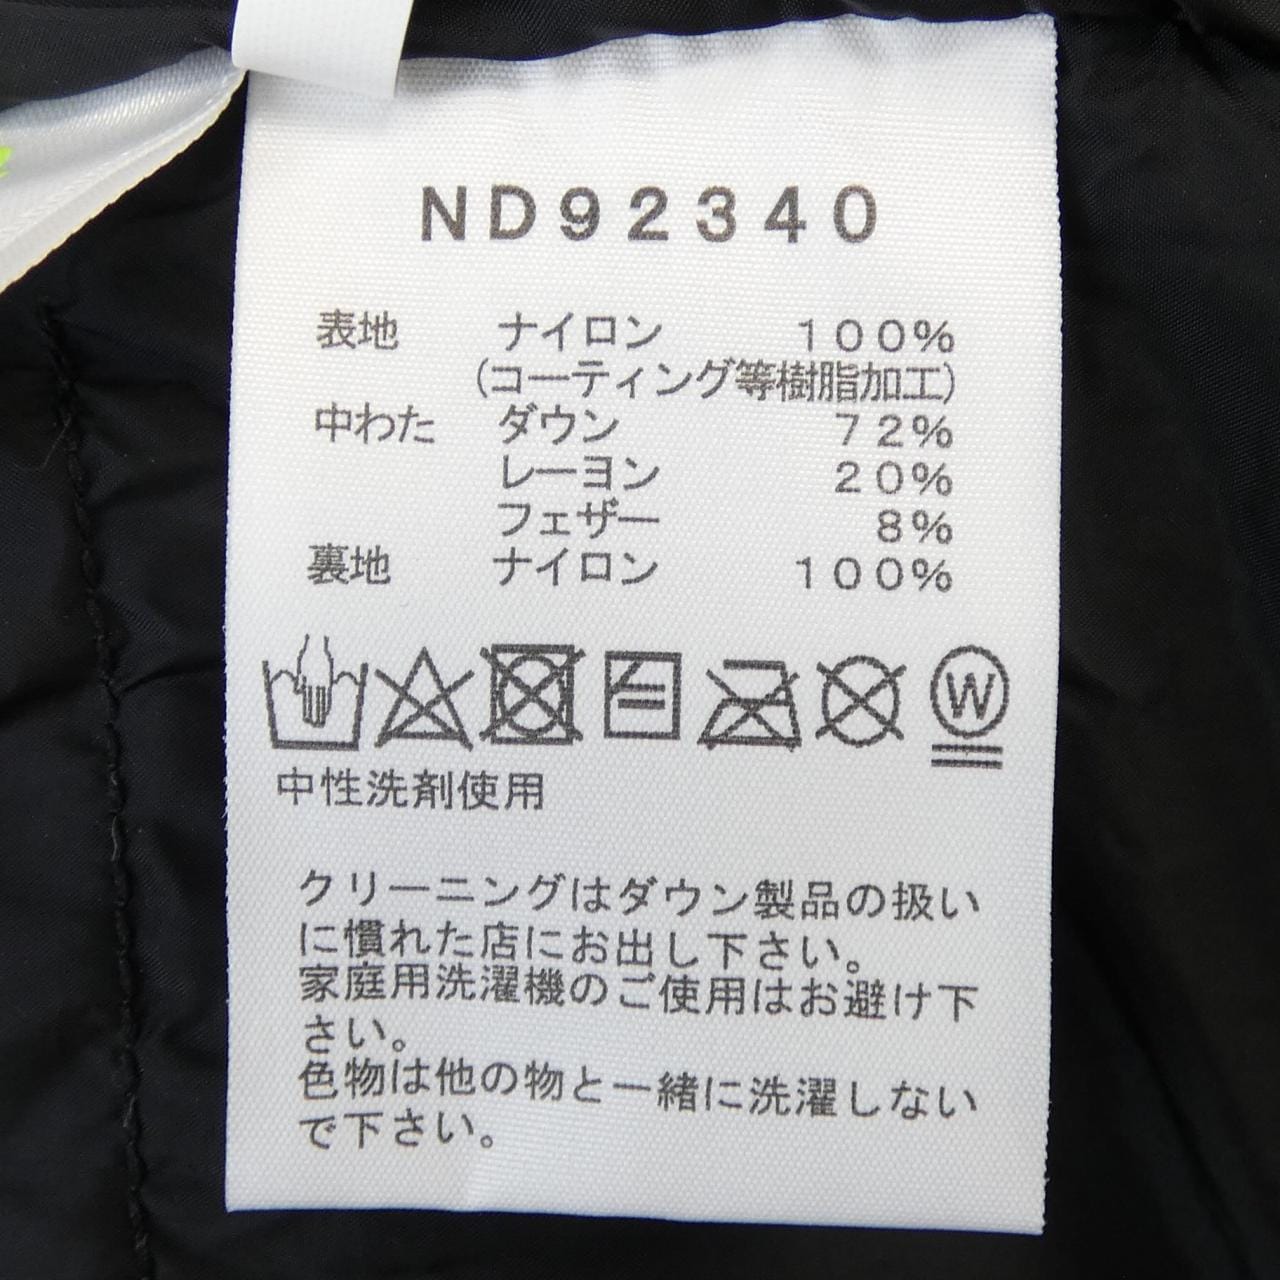 ND92340
表地 ナイロン 100%
(コーティング等樹脂加工)
中わた ダウン 72%
レーヨン 20%
フェザー 8%
裏地 ナイロン 100%
W
中性洗剤使用
クリーニングはダウン製品の扱い
に慣れた店にお出し下さい。
家庭用洗濯機のご使用はお避け下
さい。
色物は他の物と一緒に洗濯しない
で下さい。